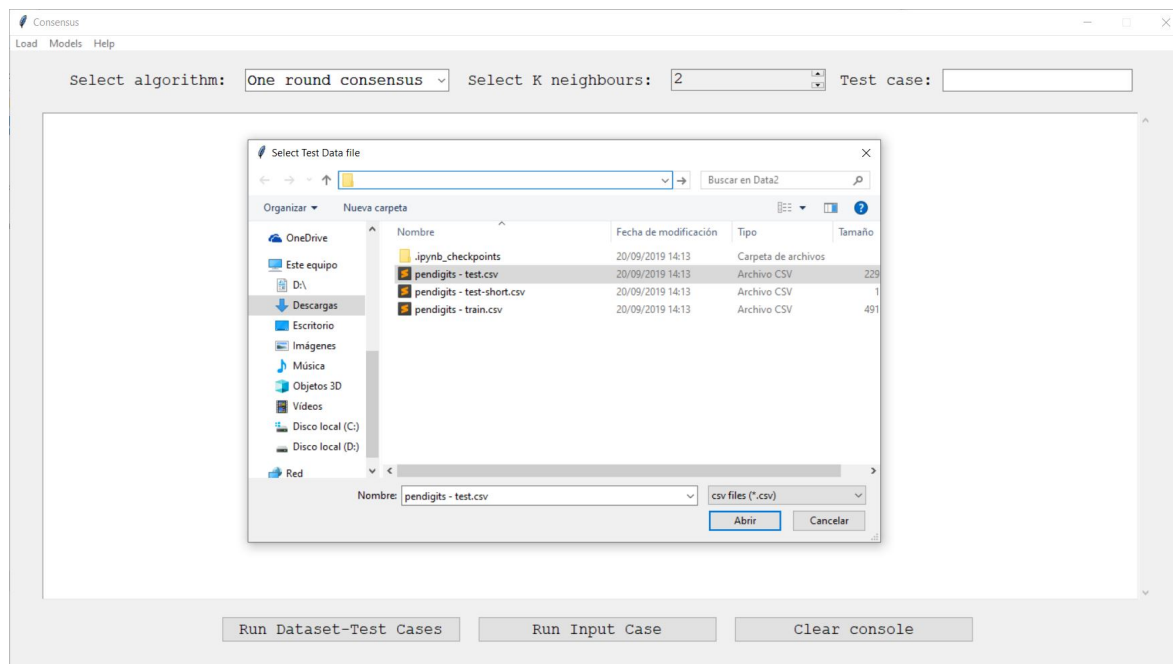 Consensus
Load Models Help
Select algorithm: One round consensus Select K neighbours: 2 Test case:
Select Test Data file
Buscar en Data2
Organizar Nueva carpeta
Nombre Fecha de modificación Tipo Tamaño
OneDrive
Este equipo
D:\
Descargas
Escritorio
Imágenes
Música
Objetos 3D
Vídeos
Disco local (C:)
Disco local (D:)
Red
.ipynb_checkpoints 20/09/2019 14:13 Carpeta de archivos
pendigits - test.csv 20/09/2019 14:13 Archivo CSV 229
pendigits - test-short.csv 20/09/2019 14:13 Archivo CSV 1
pendigits - train.csv 20/09/2019 14:13 Archivo CSV 491
Nombre: pendigits - test.csv csv files (*.csv)
Abrir Cancelar
Run Dataset-Test Cases Run Input Case Clear console